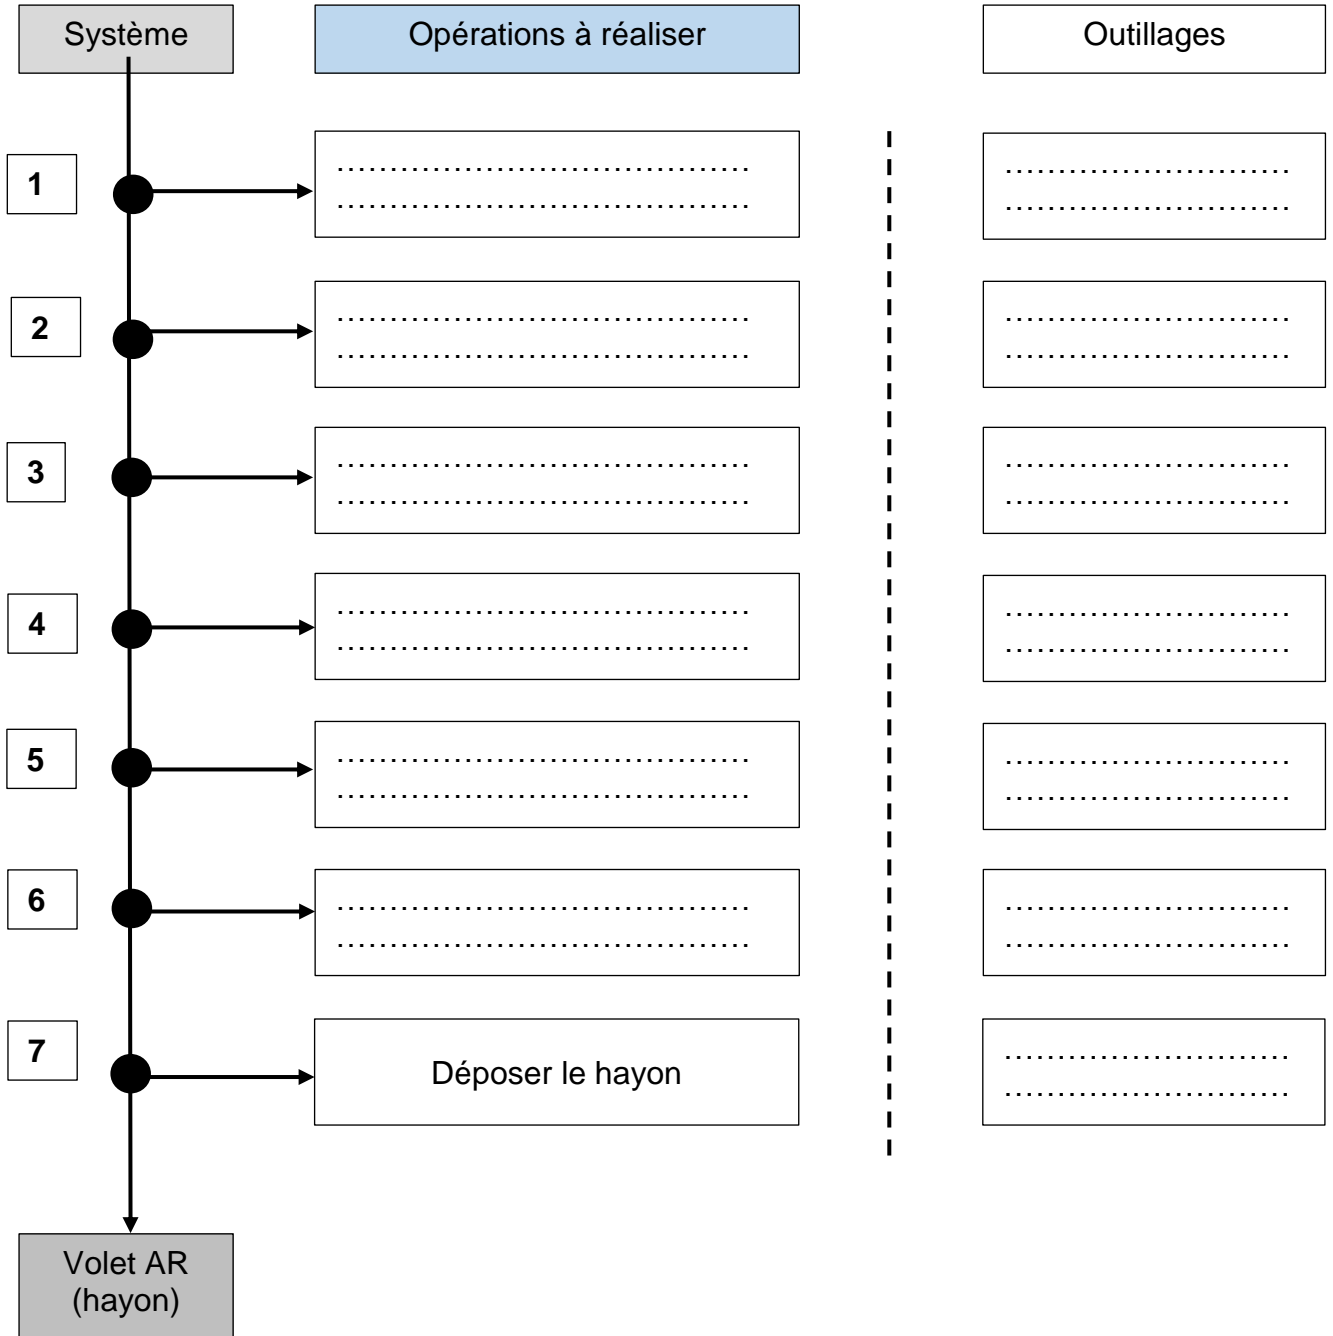 Système
Opérations à réaliser
Outillages
1
2
3
4
5
6
7
Déposer le hayon
Volet AR
(hayon)